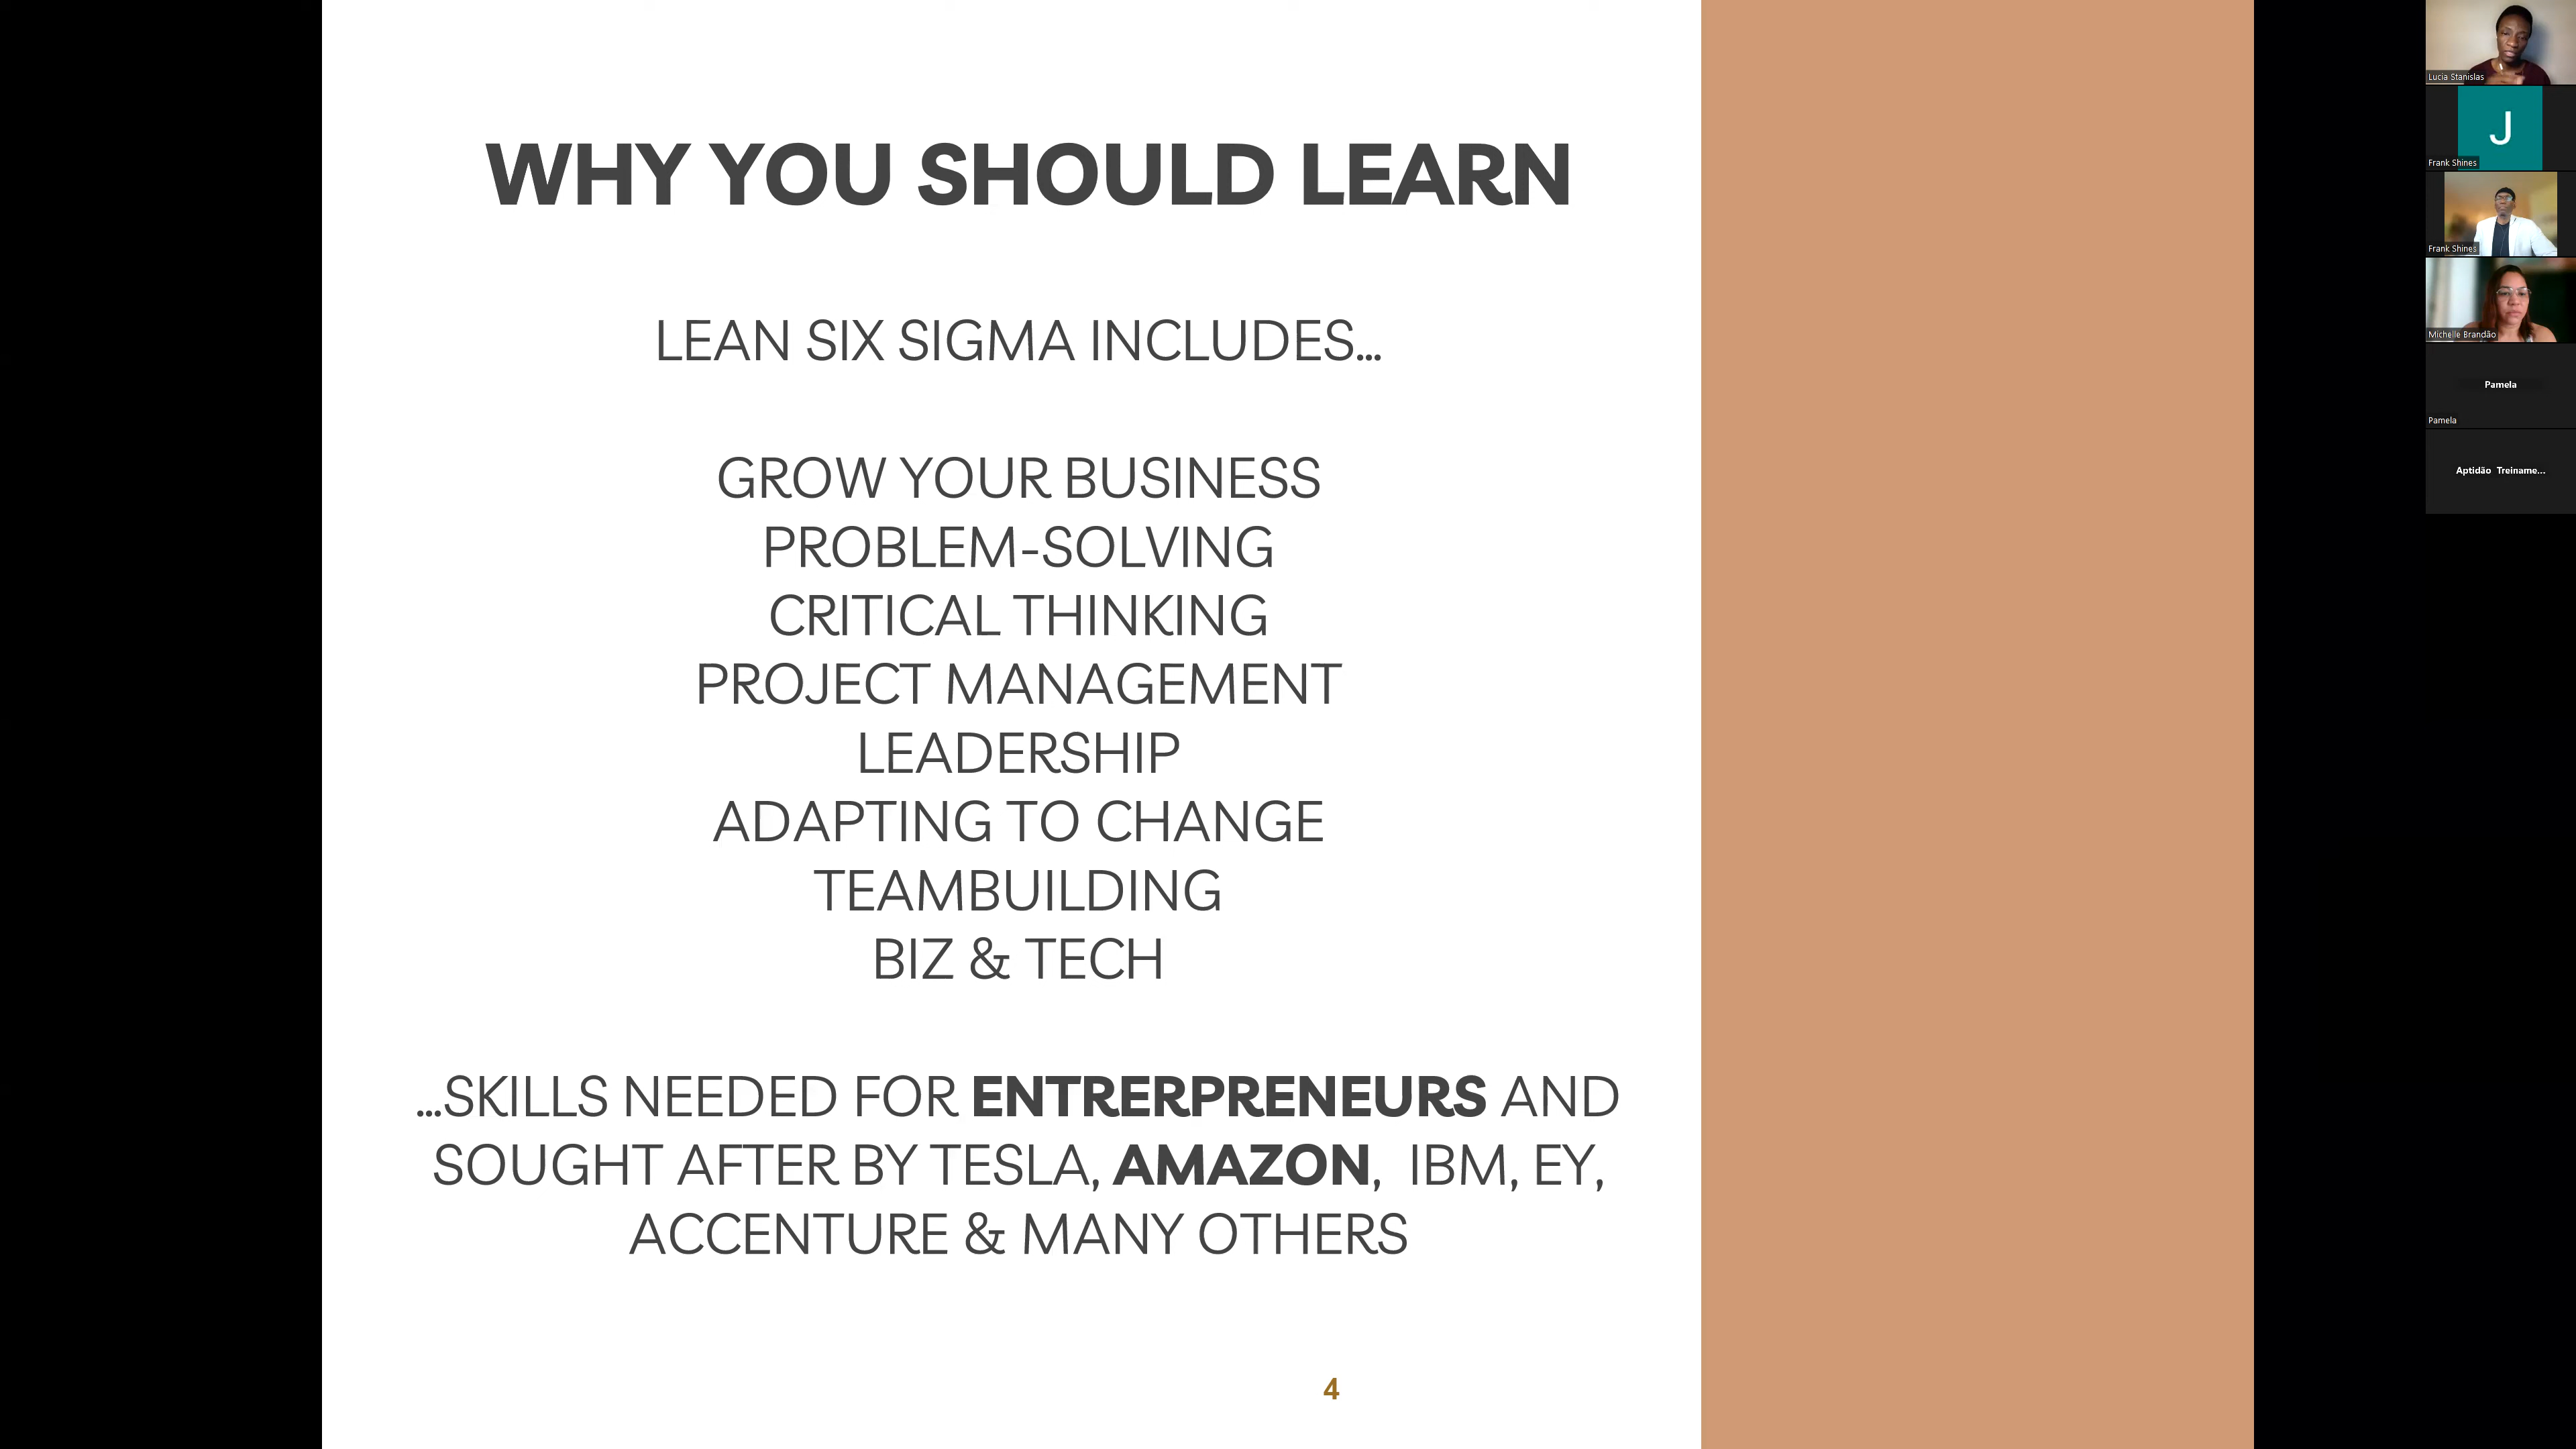 WHY YOU SHOULD LEARN
LEAN SIX SIGMA INCLUDES...
GROW YOUR BUSINESS
PROBLEM-SOLVING
CRITICAL THINKING
PROJECT MANAGEMENT
LEADERSHIP
ADAPTING TO CHANGE
TEAMBUILDING
BIZ & TECH
...SKILLS NEEDED FOR ENTRERPRENEURS AND
SOUGHT AFTER BY TESLA, AMAZON,  IBM, EY,
ACCENTURE & MANY OTHERS
4
Lucia Stanislas
J
Frank Shines
Frank Shines
Michelle Brandão
Pamela
Pamela
Aptidão Treiname...